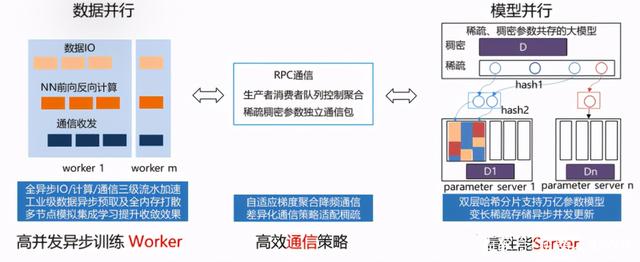 数据并行
数据IO
NN前向反向计算
通信收发
worker 1
worker m
全异步IO/计算/通信三级流水加速
工业级数据异步预取及全内存打散
多节点模拟集成学习提升收敛效果
高并发异步训练 Worker
RPC通信
生产者消费者队列控制聚合
稀疏稠密参数独立通信包
自适应梯度聚合降频通信
差异化通信策略适配稠疏
高效通信策略
模型并行
稀疏、稠密参数共存的大模型
稠密
D
稀疏
hash1
hash2
D1
Dn
parameter server 1
parameter server n
双层哈希分片支持万亿参数模型
变长稀疏存储异步并发更新
高性能Server